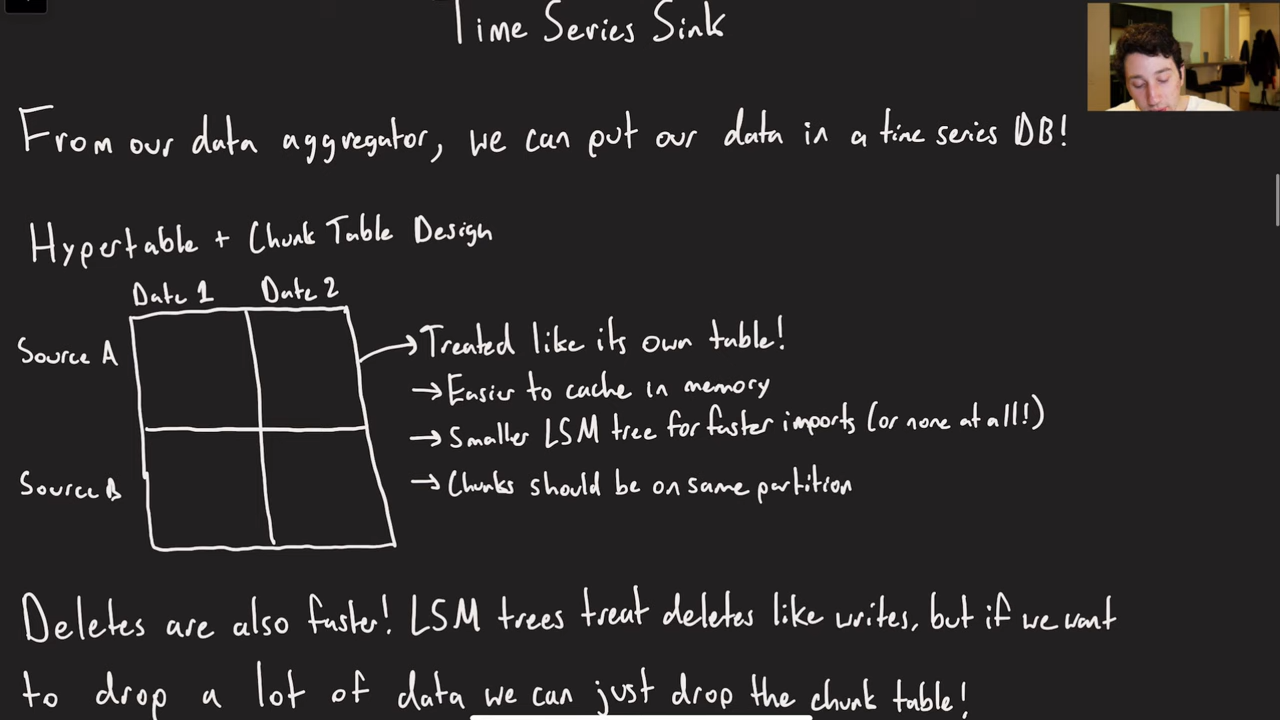 Time Series Sink
From our data aggregator, we can put our data in a time series DB!
Hypertable + Chunk Table Design
Date 1 Date 2
Source A
Source B
→ Treated like its own table!
→ Easier to cache in memory
→ Smaller LSM tree for faster imports (or none at all!)
→ Chunks should be on same partition
Deletes are also faster! LSM trees treat deletes like writes, but if we want
to drop a lot of data we can just drop the chunk table!